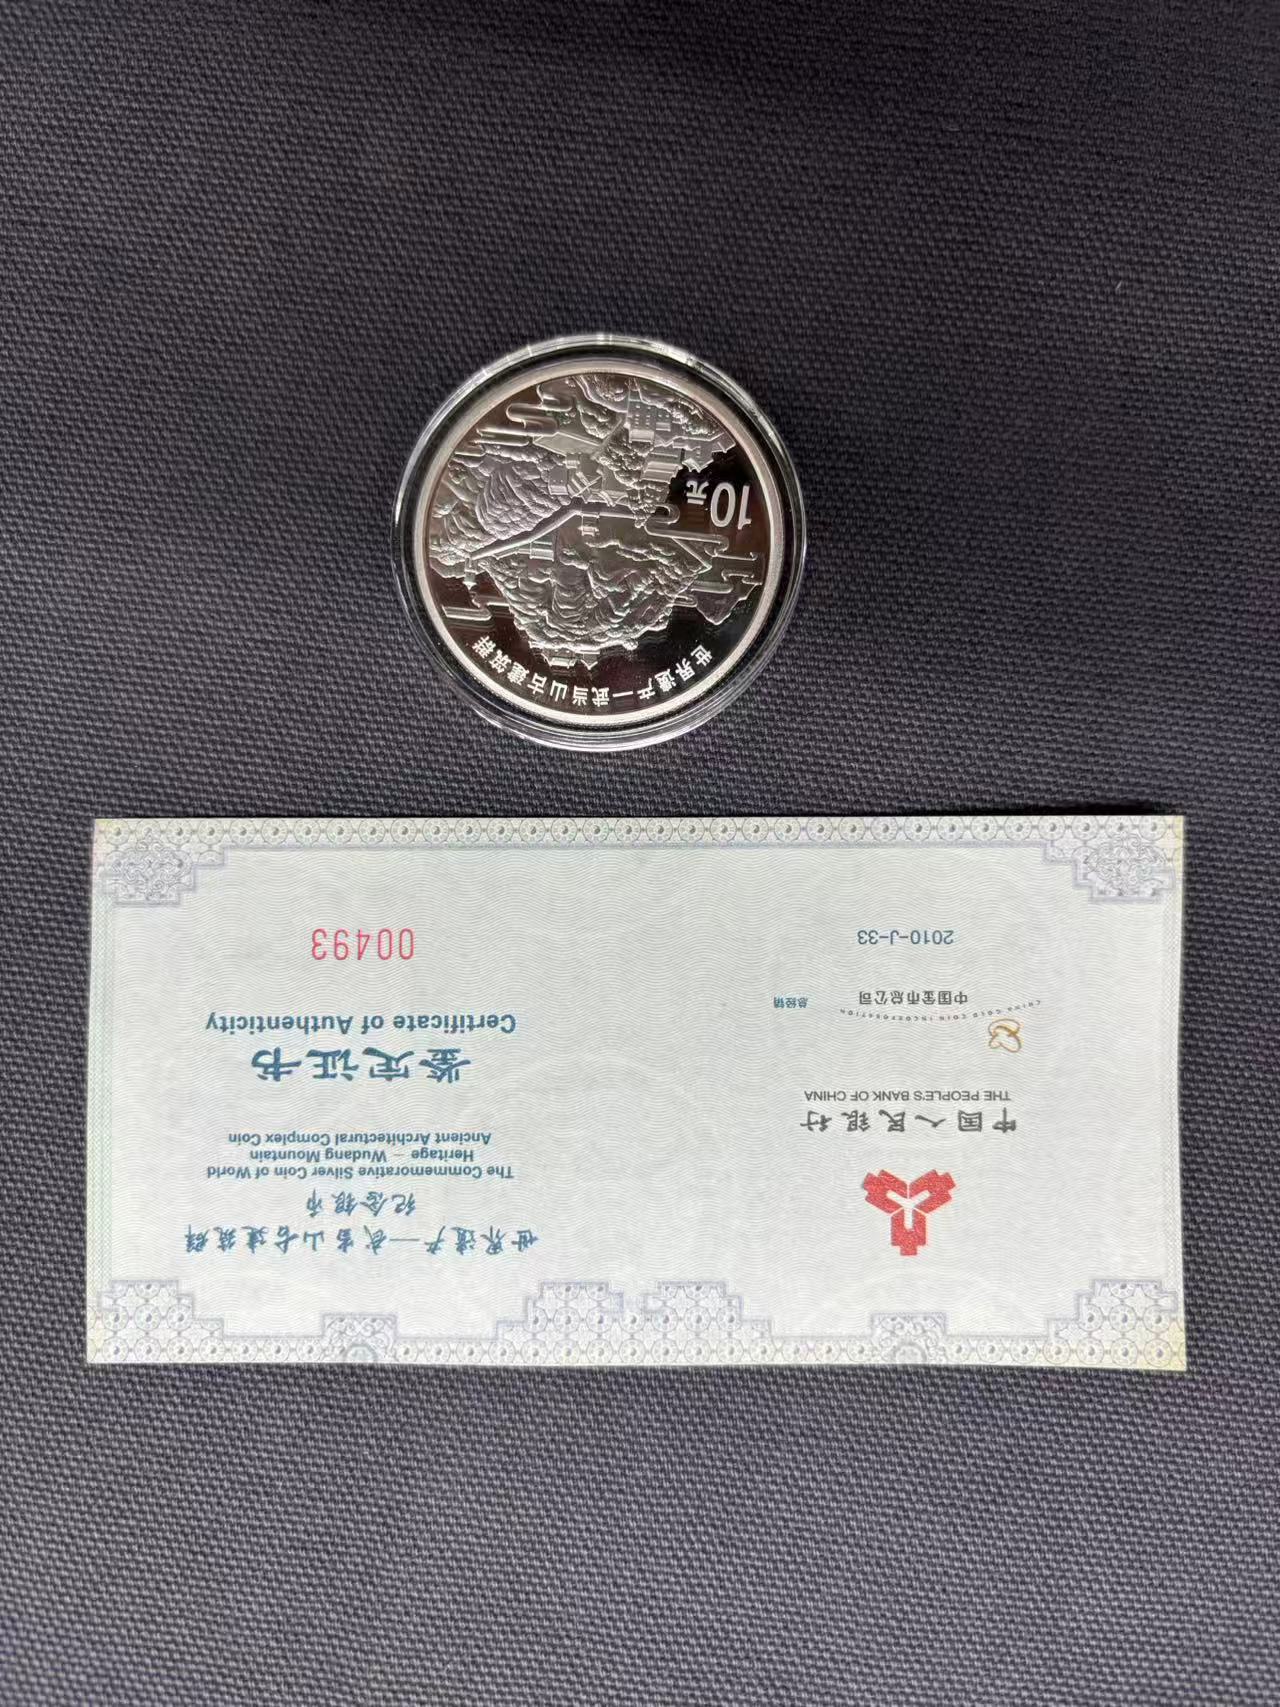 世界遗产—武当山古建筑群
10元
中国人民银行
THE PEOPLE'S BANK OF CHINA
CHINA GOLD COIN INCORPORATION
中国金币总公司 总经销
2010-J-33
世界遗产—武当山古建筑群
纪念银币
The Commemorative Silver Coin of World
Heritage – Wudang Mountain
Ancient Architectural Complex Coin
鉴定证书
Certificate of Authenticity
00493